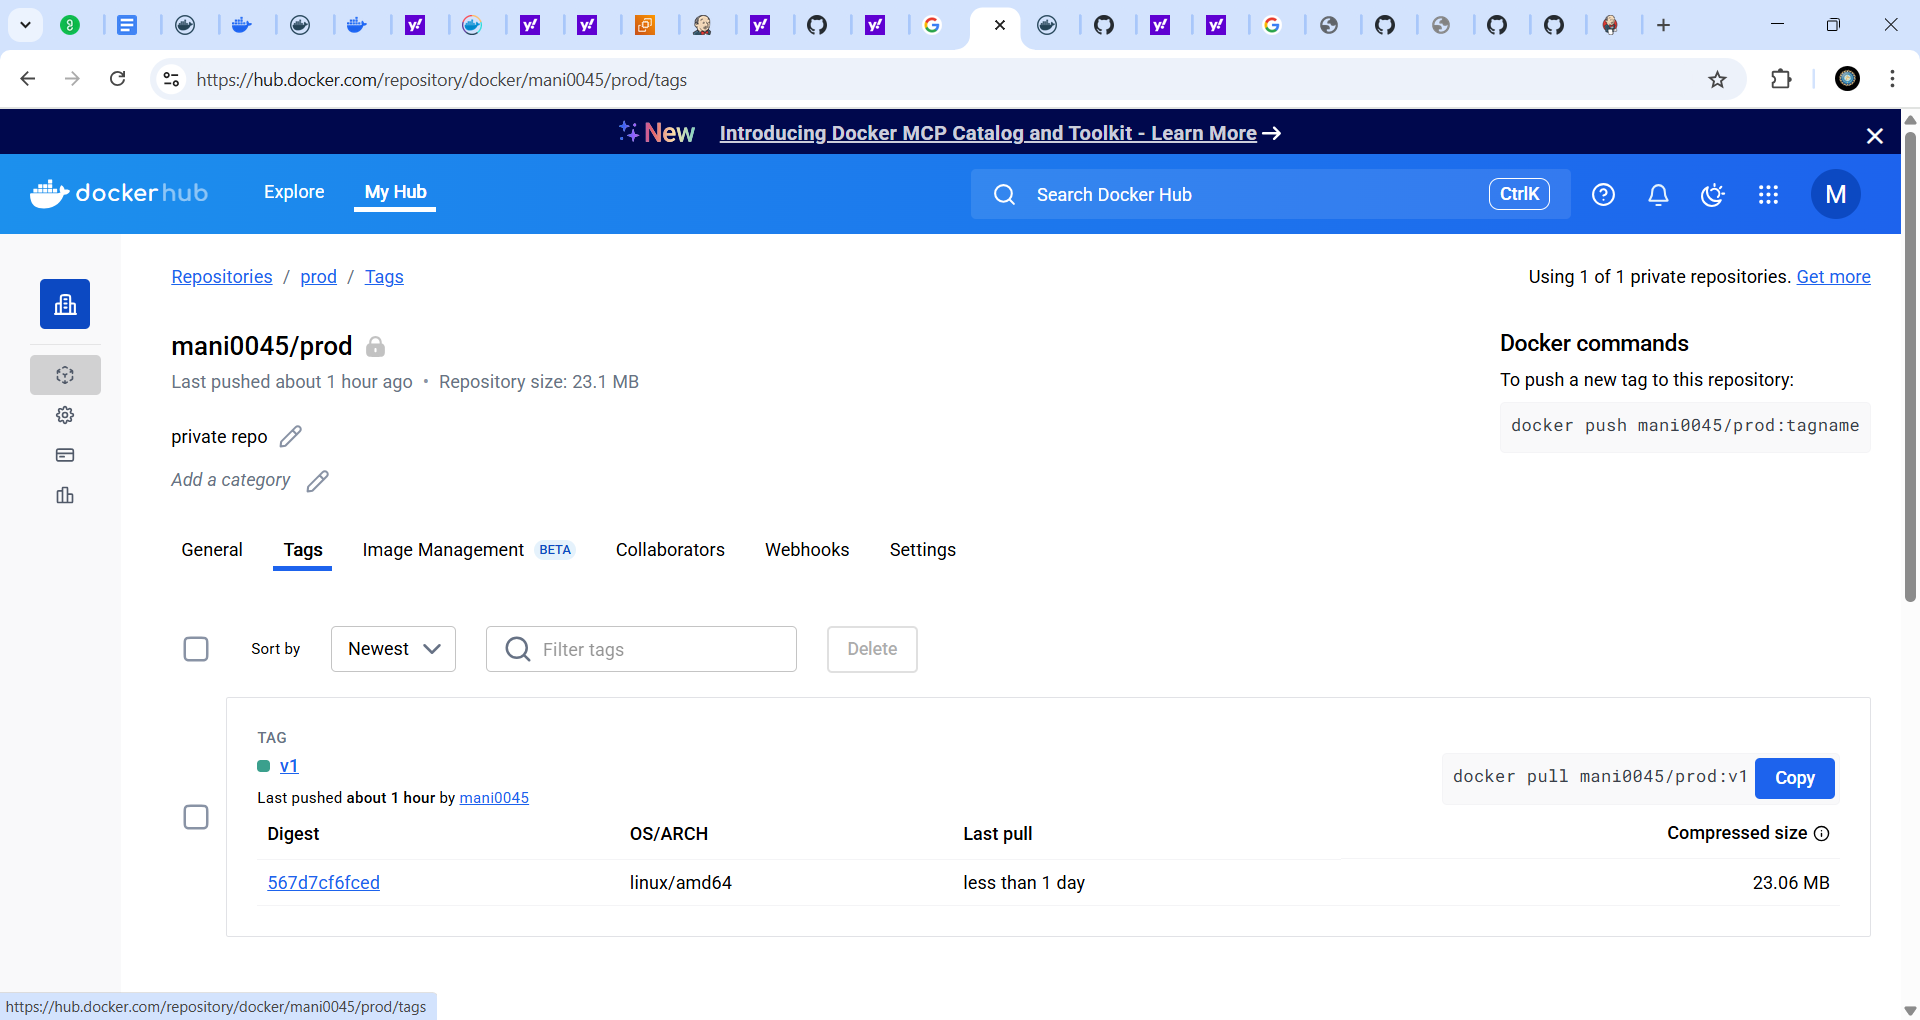 https://hub.docker.com/repository/docker/mani0045/prod/tags
New Introducing Docker MCP Catalog and Toolkit - Learn More
dockerhub Explore My Hub Search Docker Hub CtrlK M
Repositories / prod / Tags Using 1 of 1 private repositories. Get more
mani0045/prod
Last pushed about 1 hour ago • Repository size: 23.1 MB
private repo
Add a category
Docker commands
To push a new tag to this repository:
docker push mani0045/prod:tagname
General Tags Image Management BETA Collaborators Webhooks Settings
Sort by Newest Filter tags Delete
TAG
v1
Last pushed about 1 hour by mani0045
docker pull mani0045/prod:v1 Copy
Digest OS/ARCH Last pull Compressed size
567d7cf6fced linux/amd64 less than 1 day 23.06 MB
https://hub.docker.com/repository/docker/mani0045/prod/tags